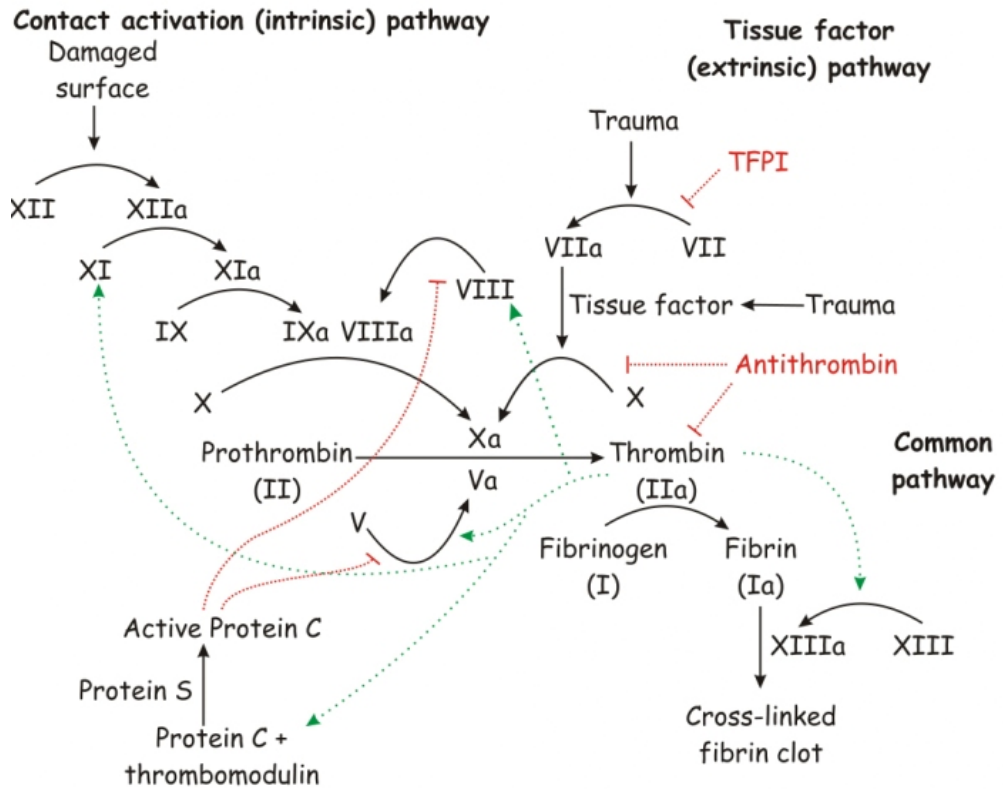 Contact activation (intrinsic) pathway
Damaged
surface
Tissue factor
(extrinsic) pathway
Trauma
TFPI
XII
XIIa
VIIa
VII
XI
XIa
VIII
Tissue factor
Trauma
IX
IXa
VIIIa
Antithrombin
X
X
Xa
Prothrombin
(II)
Thrombin
(IIa)
Common
pathway
Va
V
Fibrinogen
(I)
Fibrin
(Ia)
Active Protein C
XIIIa
XIII
Protein S
Cross-linked
fibrin clot
Protein C +
thrombomodulin